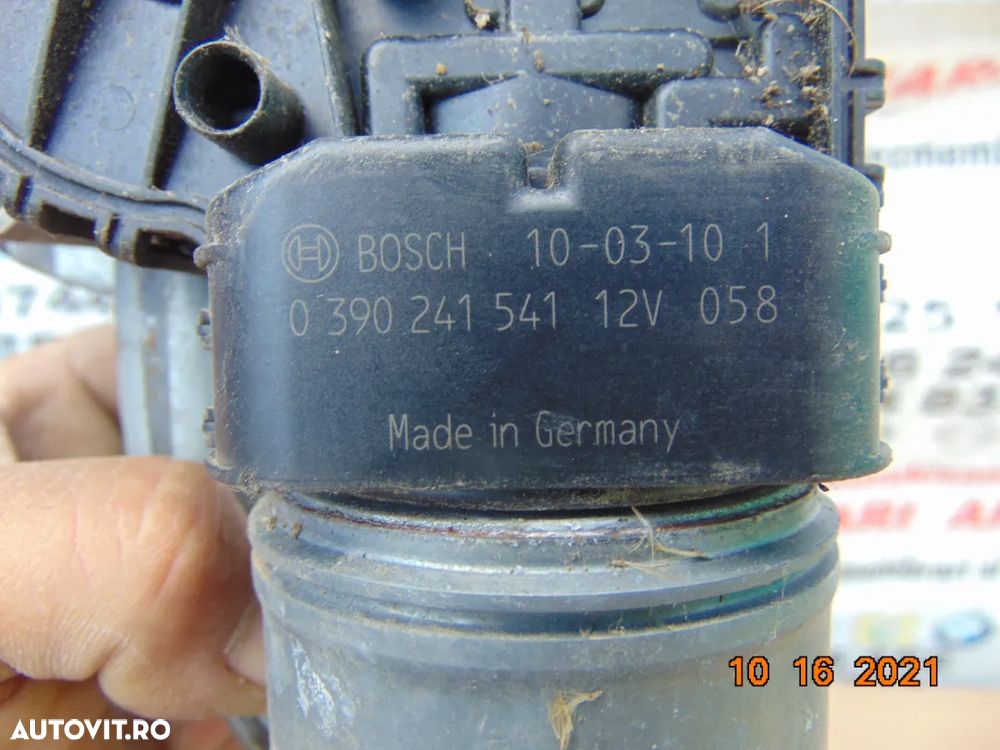 BOSCH 10-03-10 1
0 390 241 541 12V 058
Made in Germany
10 16 2021
AUTOVIT.RO